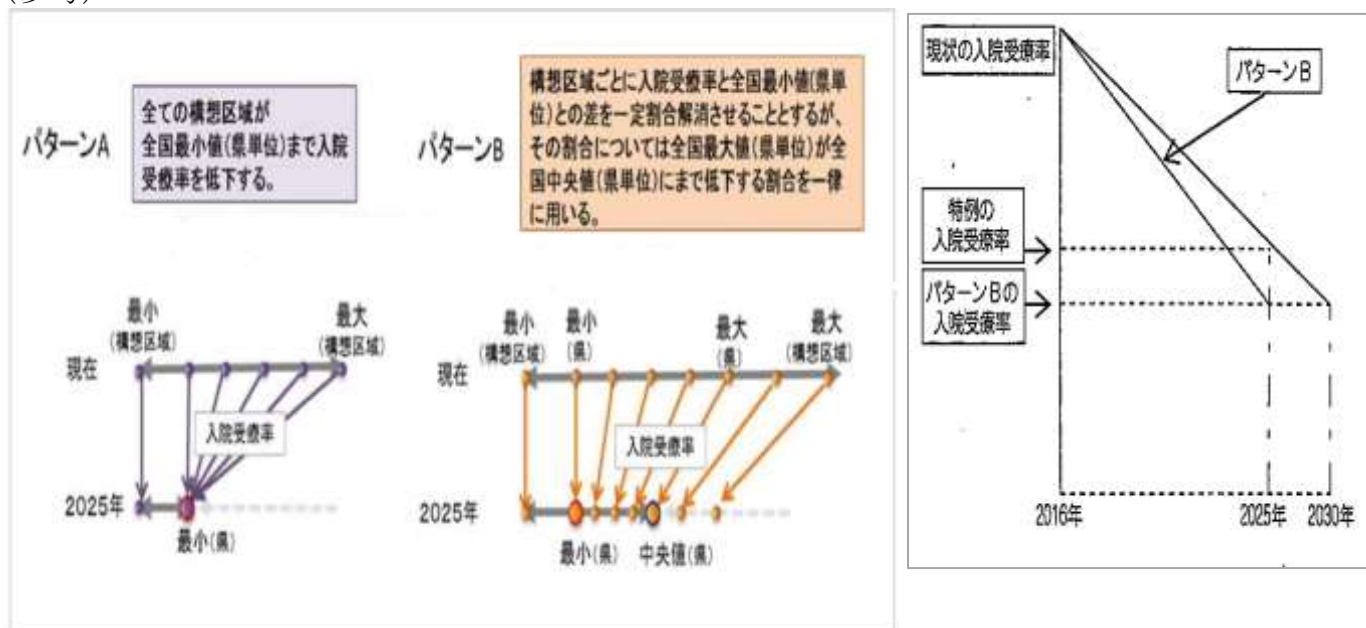 (参考)
パターンA
全ての構想区域が
全国最小値(県単位)まで入院
受療率を低下する。
パターンB
構想区域ごとに入院受療率と全国最小値(県単
位)との差を一定割合解消させることとするが、
その割合については全国最大値(県単位)が全
国中央値(県単位)にまで低下する割合を一律
に用いる。
最小
(構想区域)
最大
(構想区域)
現在
入院受療率
2025年
最小(県)
最小
(構想区域)
最小
(県)
最大
(県)
最大
(構想区域)
現在
入院受療率
2025年
最小(県)
中央値(県)
現状の入院受療率
パターンB
特例の
入院受療率
パターンBの
入院受療率
2016年
2025年
2030年